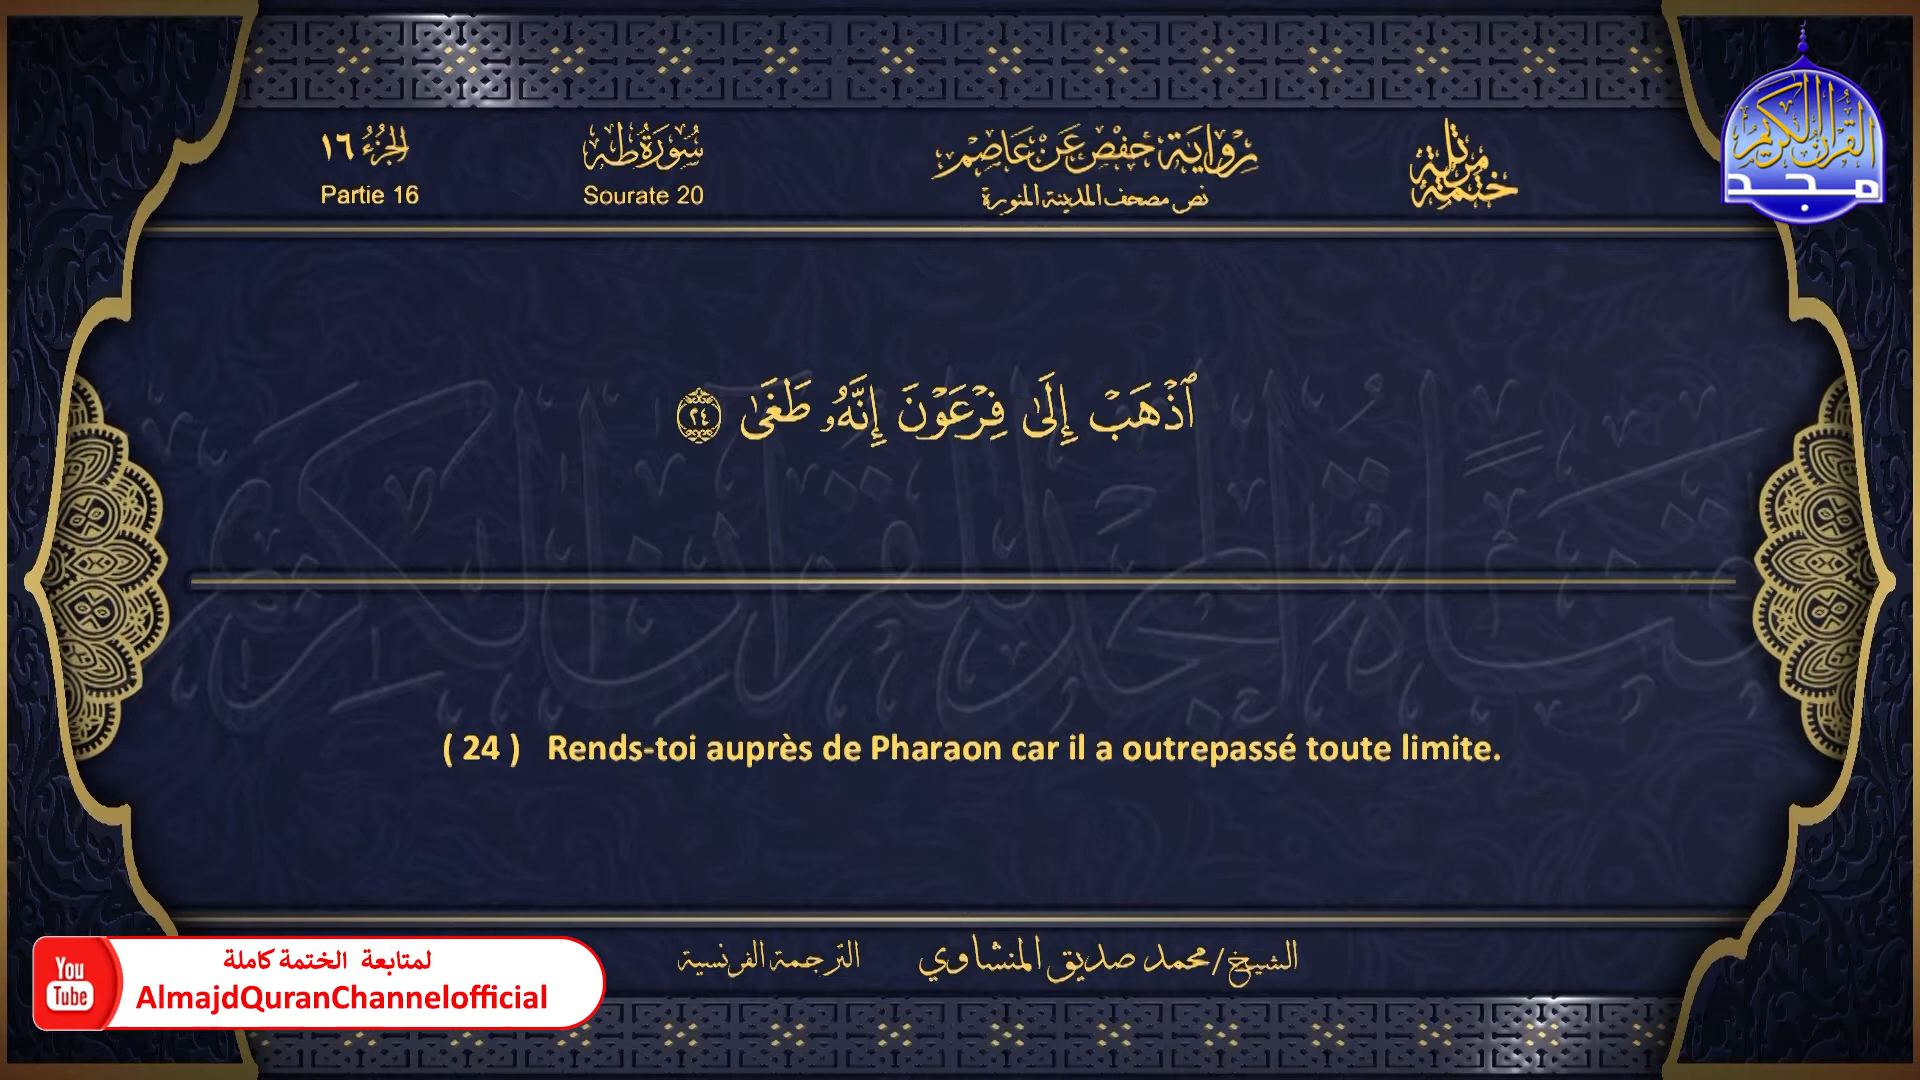 ختمة مرتلة
رواية حفص عن عاصم
نص مصحف المدينة المنورة
سورة طه
Sourate 20
الجزء ١٦
Partie 16
القرآن الكريم
مجد
ٱذۡهَبۡ إِلَىٰ فِرۡعَوۡنَ إِنَّهُۥ طَغَىٰ ٢٤
( 24 ) Rends-toi auprès de Pharaon car il a outrepassé toute limite.
الشيخ/محمد صديق المنشاوي
الترجمة الفرنسية
You
Tube
لمتابعة الختمة كاملة
AlmajdQuranChannelofficial